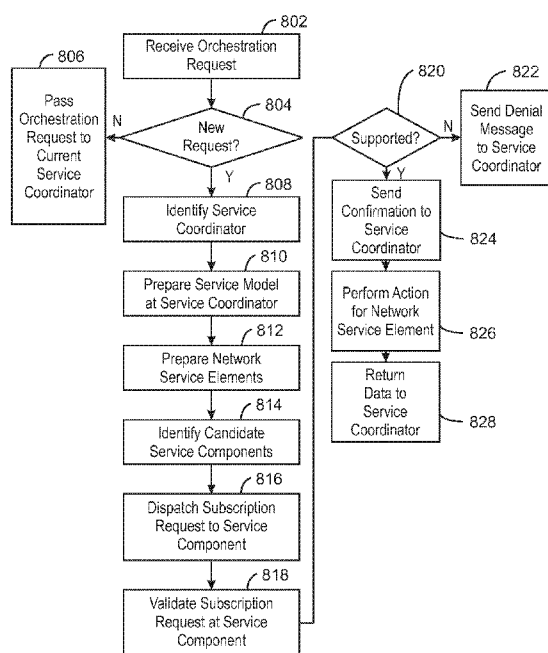 802
Receive Orchestration
Request
806
Pass
Orchestration
Request to
Current
Service
Coordinator
N
804
New
Request?
Y
808
Identify Service
Coordinator
810
Prepare Service Model
at Service Coordinator
812
Prepare Network
Service Elements
814
Identify Candidate
Service Components
816
Dispatch Subscription
Request to Service
Component
818
Validate Subscription
Request at Service
Component
820
Supported?
N
822
Send Denial
Message to Service
Coordinator
Y
Send
Confirmation to
Service
Coordinator
824
Perform Action
for Network
Service Element
826
Return
Data to
Service
Coordinator
828